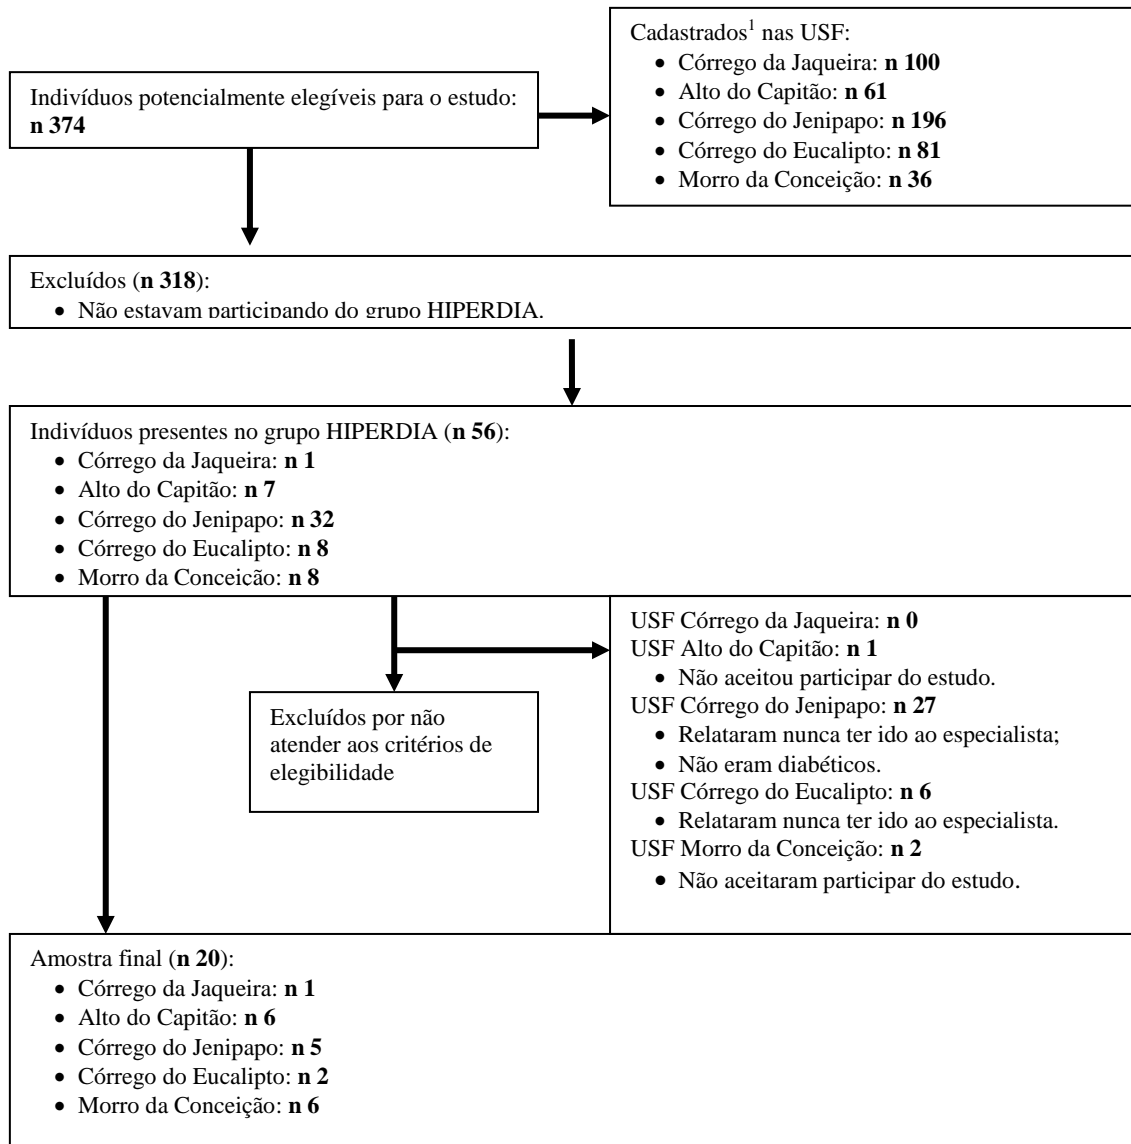 Cadastrados¹ nas USF:
• Córrego da Jaqueira: n 100
• Alto do Capitão: n 61
• Córrego do Jenipapo: n 196
• Córrego do Eucalipto: n 81
• Morro da Conceição: n 36
Indivíduos potencialmente elegíveis para o estudo:
n 374
Excluídos (n 318):
• Não estavam participando do grupo HIPERDIA.
Indivíduos presentes no grupo HIPERDIA (n 56):
• Córrego da Jaqueira: n 1
• Alto do Capitão: n 7
• Córrego do Jenipapo: n 32
• Córrego do Eucalipto: n 8
• Morro da Conceição: n 8
Excluídos por não
atender aos critérios de
elegibilidade
USF Córrego da Jaqueira: n 0
USF Alto do Capitão: n 1
• Não aceitou participar do estudo.
USF Córrego do Jenipapo: n 27
• Relataram nunca ter ido ao especialista;
• Não eram diabéticos.
USF Córrego do Eucalipto: n 6
• Relataram nunca ter ido ao especialista.
USF Morro da Conceição: n 2
• Não aceitaram participar do estudo.
Amostra final (n 20):
• Córrego da Jaqueira: n 1
• Alto do Capitão: n 6
• Córrego do Jenipapo: n 5
• Córrego do Eucalipto: n 2
• Morro da Conceição: n 6